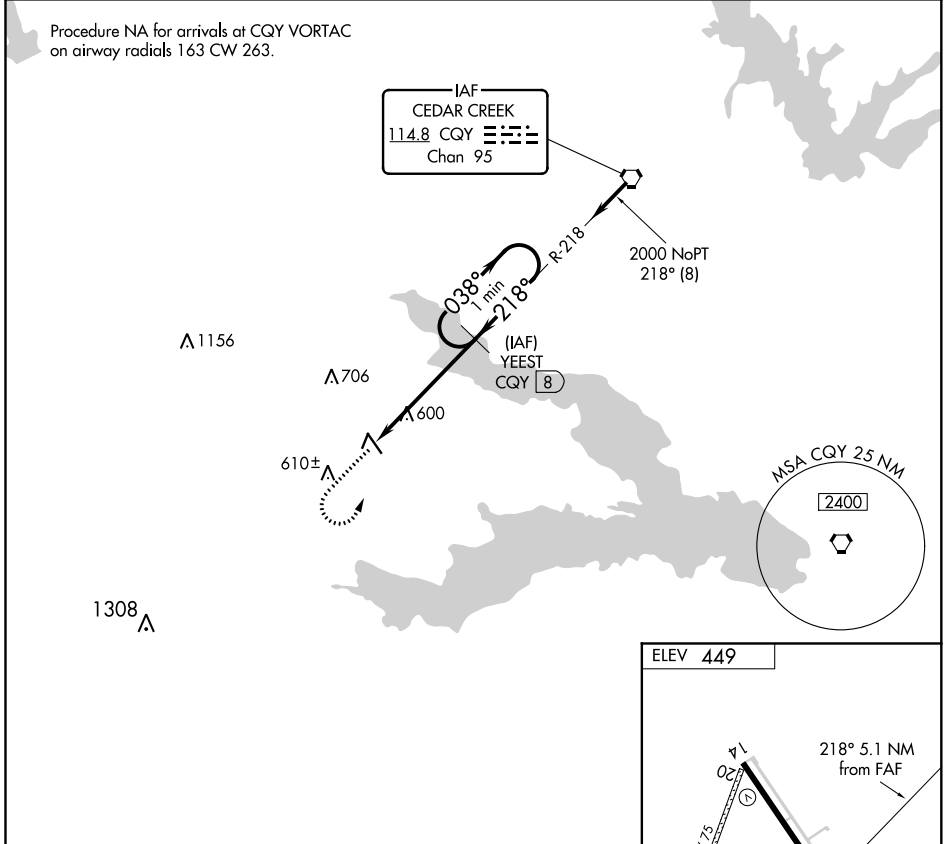 Procedure NA for arrivals at CQY VORTAC
on airway radials 163 CW 263.
IAF
CEDAR CREEK
114.8 CQY
Chan 95
R-218
2000 NoPT
218° (8)
038°
1 min
218°
(IAF)
YEEST
CQY 8
1156
706
600
610±
MSA CQY 25 NM
2400
1308
ELEV 449
14
20
V
218° 5.1 NM
from FAF
75